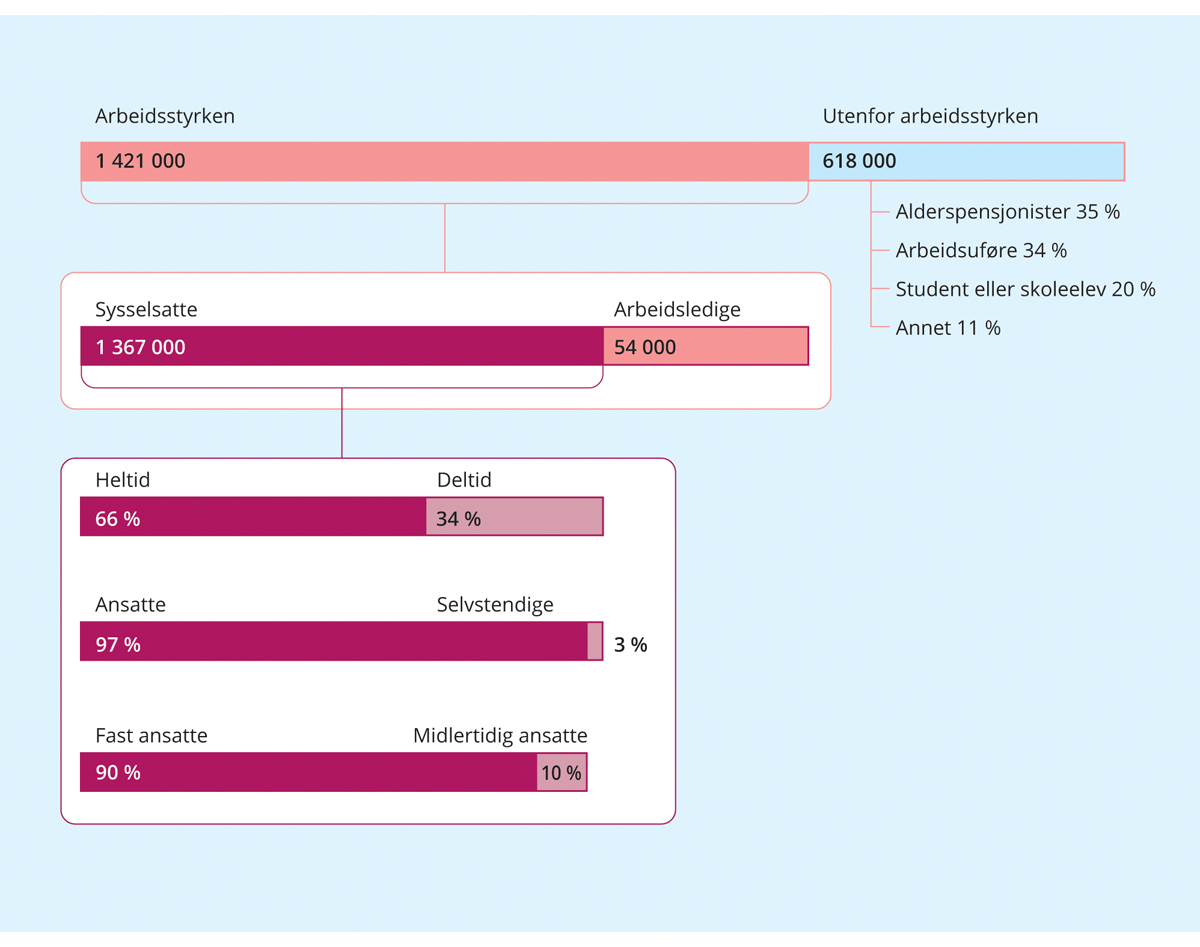 Arbeidsstyrken
Utenfor arbeidsstyrken
1 421 000
618 000
Alderspensjonister 35 %
Arbeidsuføre 34 %
Student eller skoleelev 20 %
Annet 11 %
Sysselsatte
Arbeidsledige
1 367 000
54 000
Heltid
Deltid
66 %
34 %
Ansatte
Selvstendige
97 %
3 %
Fast ansatte
Midlertidig ansatte
90 %
10 %